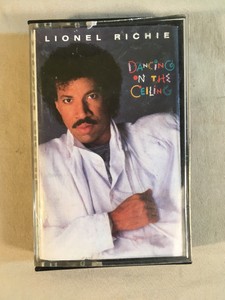 LIONEL RICHIE
DANCING
ON THE
CEILING